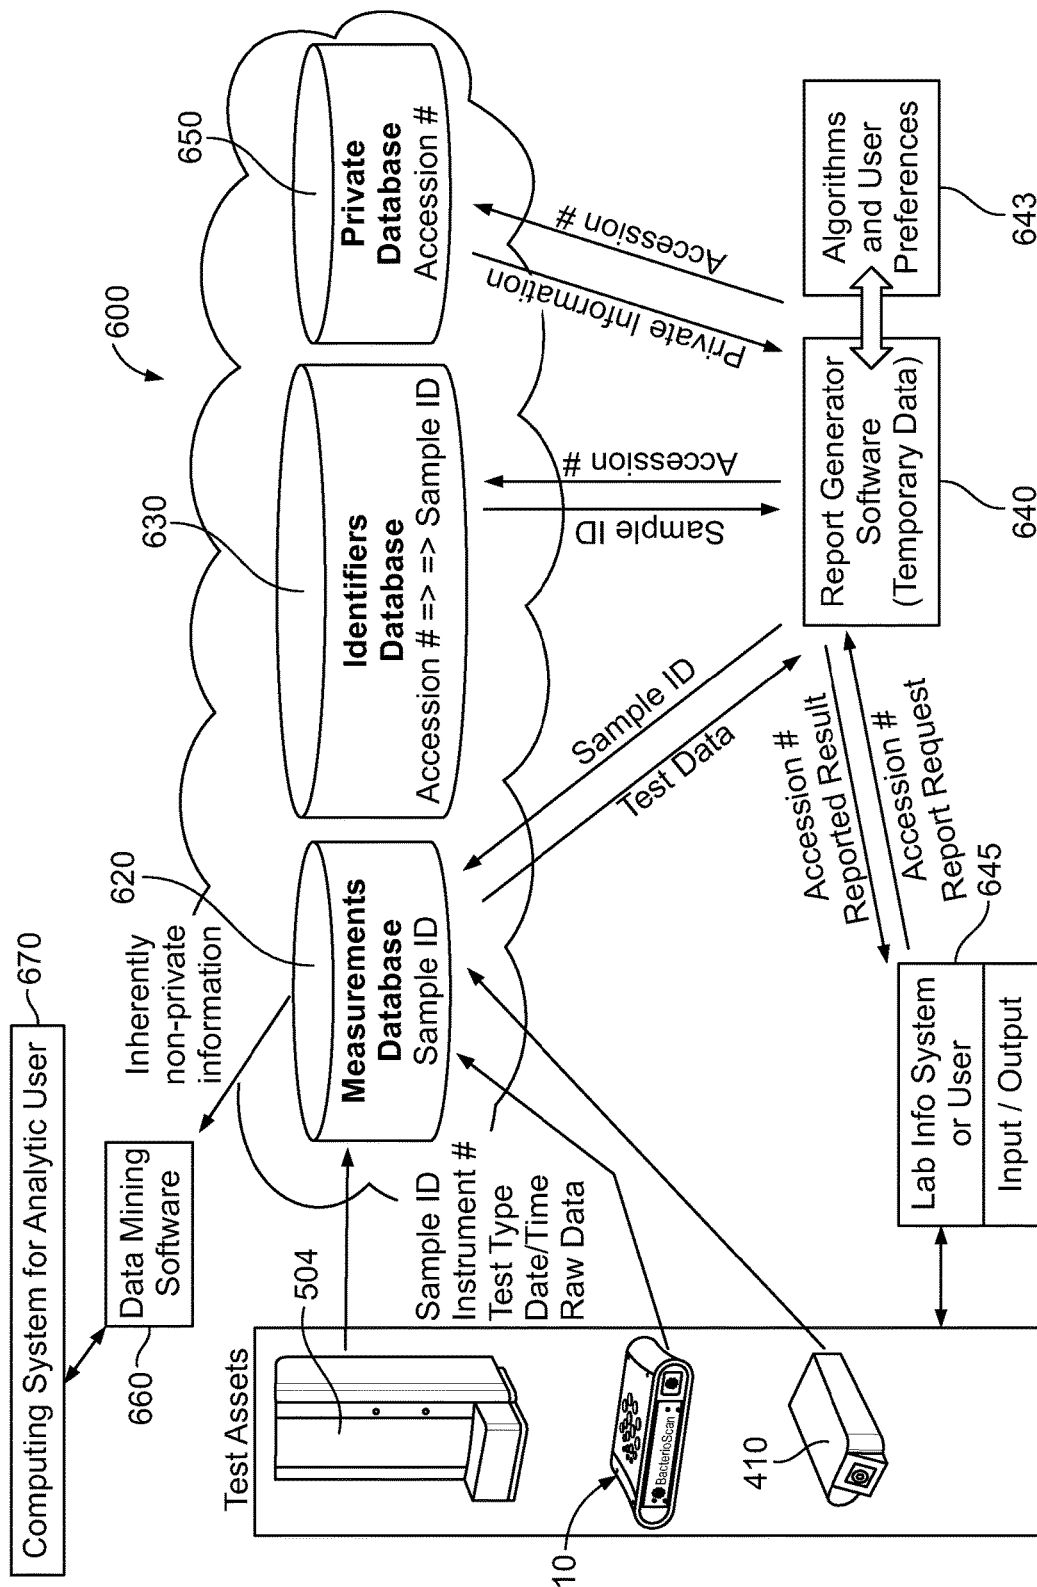 Computing System for Analytic User
670
Data Mining
Software
660
Inherently
non-private
information
600
620
630
650
Measurements
Database
Sample ID
Identifiers
Database
Accession # => => Sample ID
Private
Database
Accession #
Test Assets
504
Sample ID
Instrument #
Test Type
Date/Time
Raw Data
10
BacterioScan
410
Sample ID
Test Data
Sample ID
Accession #
Private Information
Accession #
Accession #
Reported Result
Accession #
Report Request
645
Lab Info System
or User
Input / Output
Report Generator
Software
(Temporary Data)
640
Algorithms
and User
Preferences
643